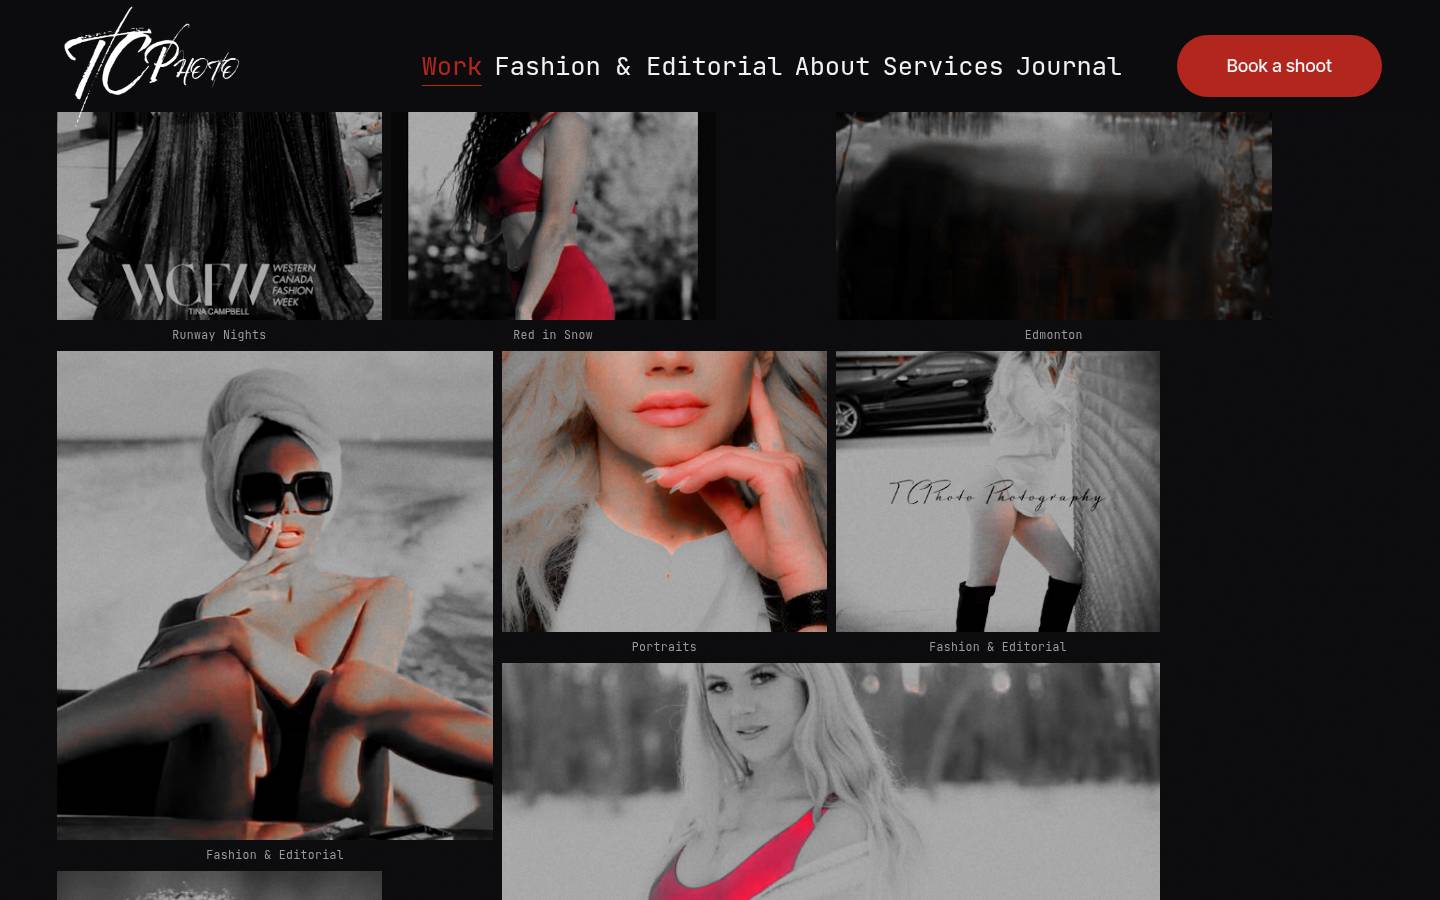 TCPHOTO
Work Fashion & Editorial About Services Journal
Book a shoot
WCFW WESTERN
CANADA
FASHION
WEEK
TINA CAMPBELL
Runway Nights
Red in Snow
Edmonton
TCPhoto Photography
Portraits
Fashion & Editorial
Fashion & Editorial